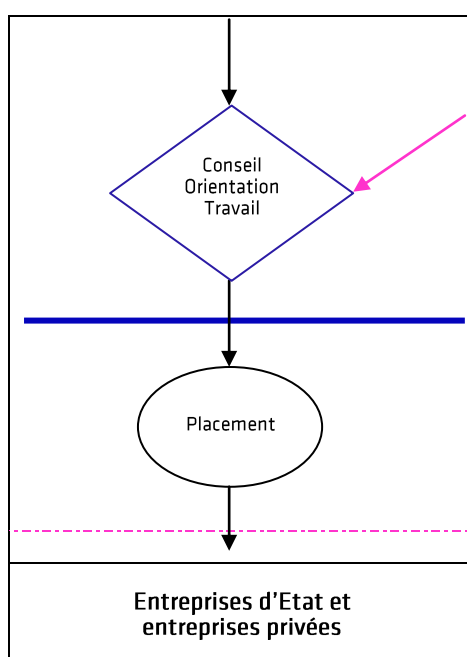 Conseil
Orientation
Travail
Placement
Entreprises d'Etat et
entreprises privées